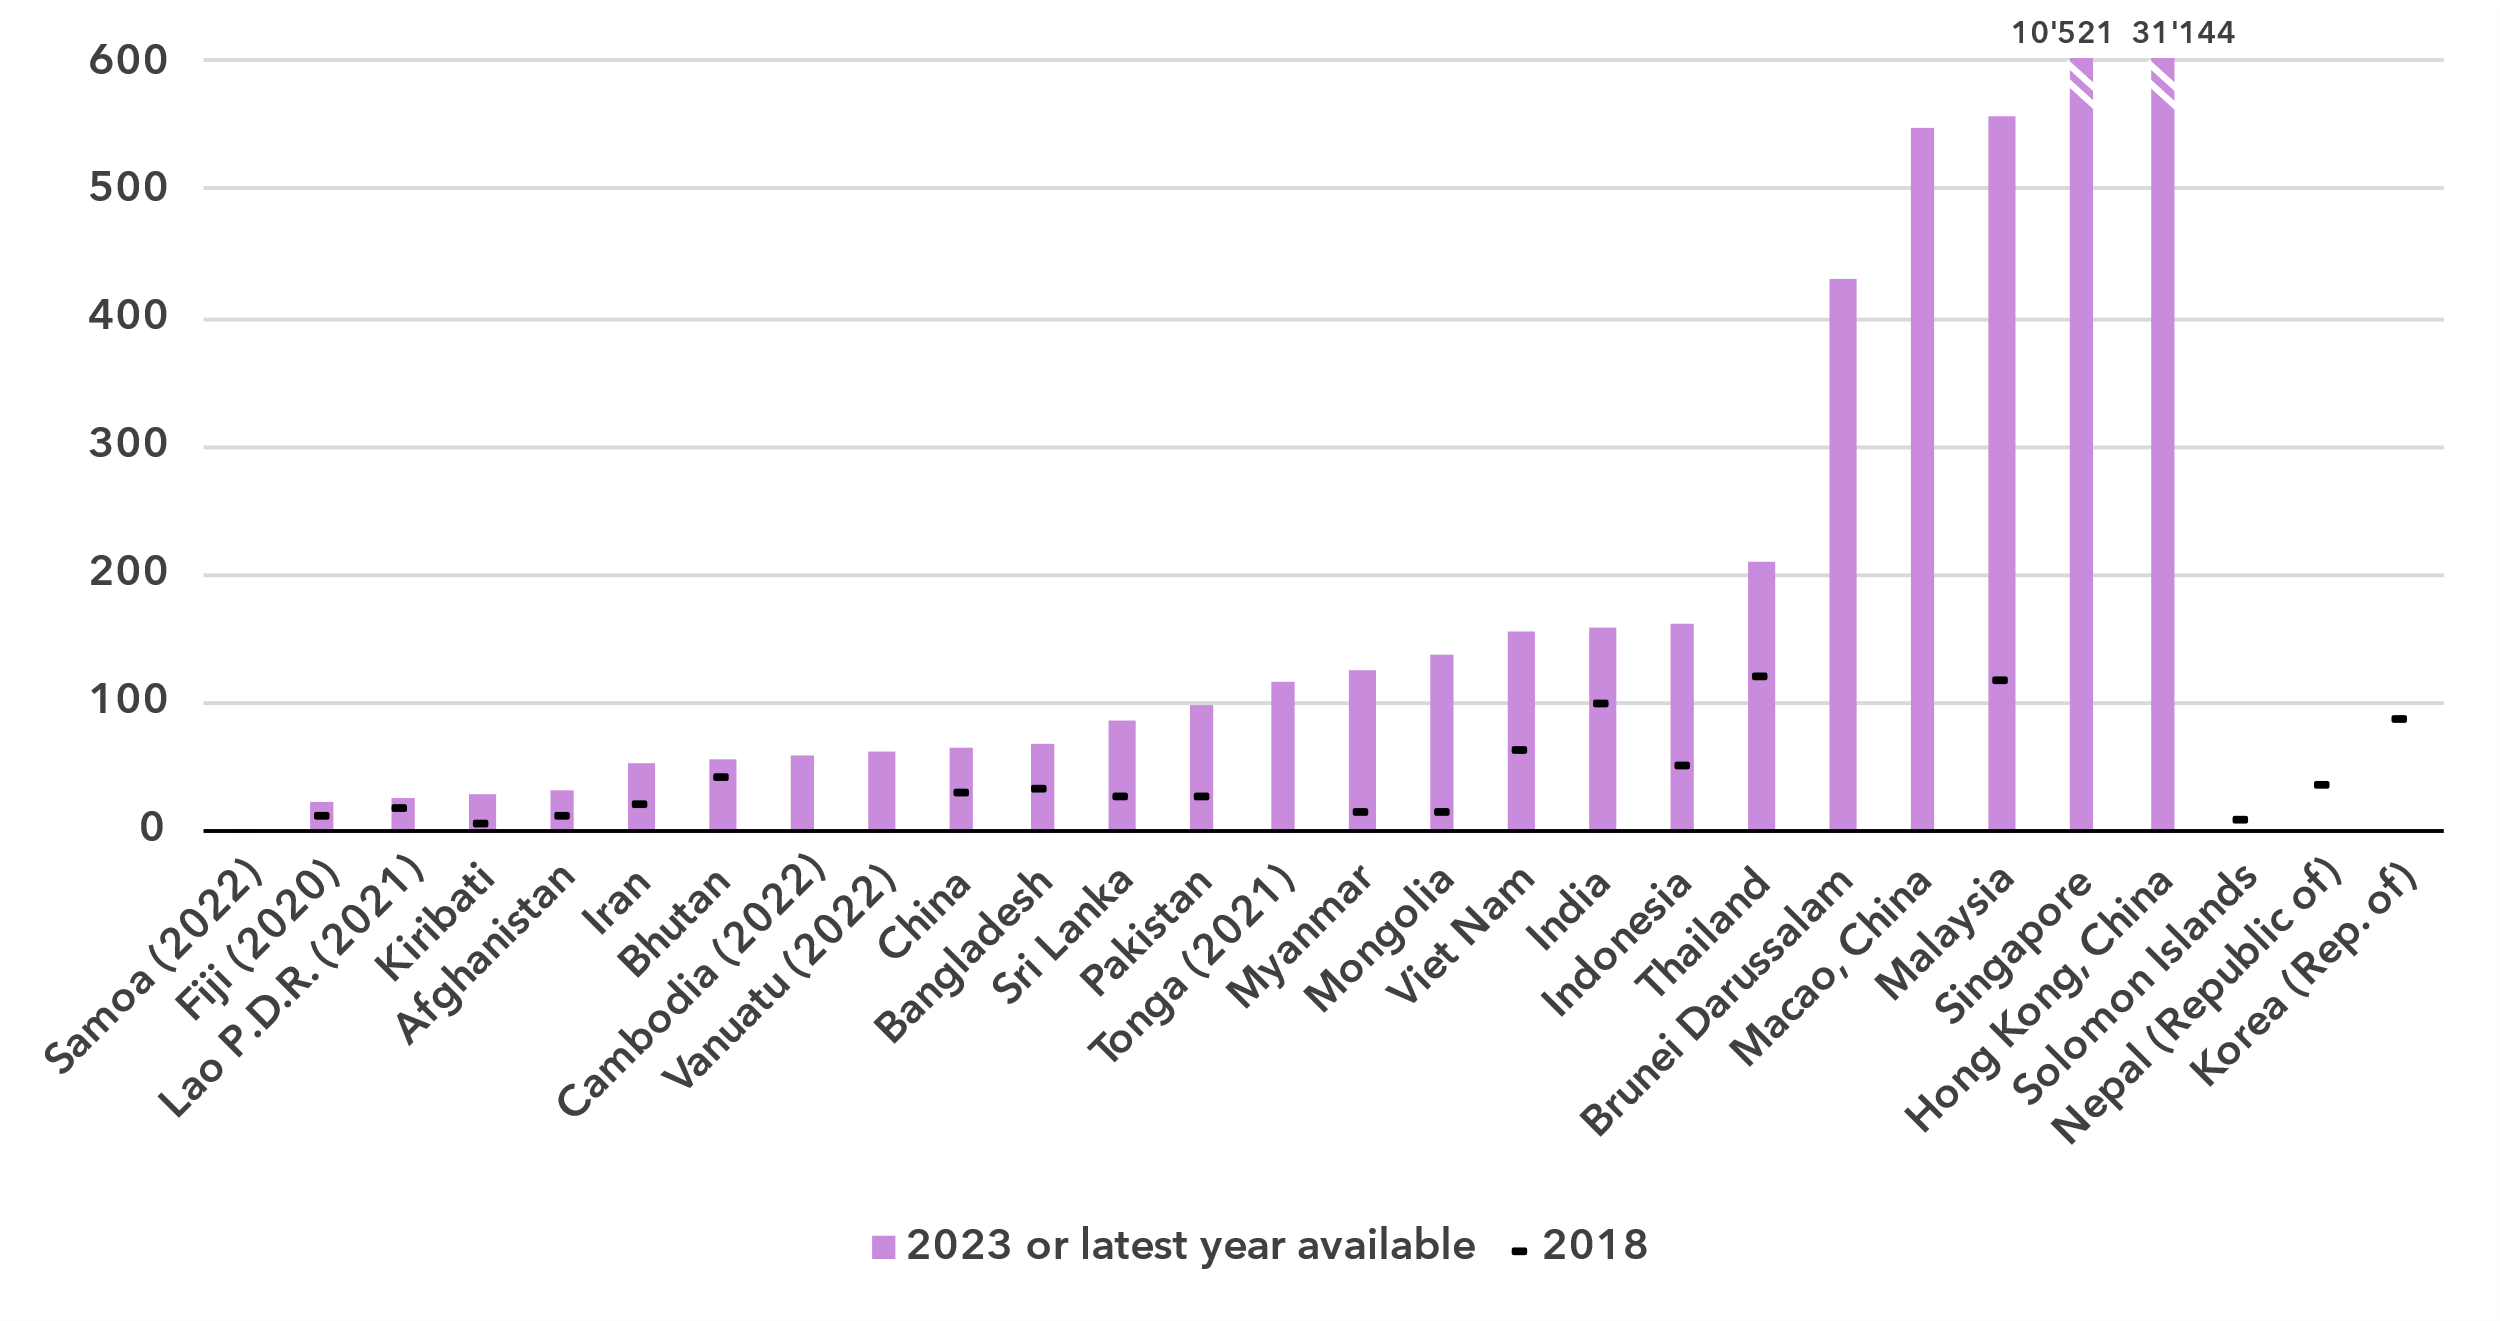 10'521 31'144
600
500
400
300
200
100
0
Samoa (2022)
Fiji (2020)
Lao P.D.R. (2021)
Kiribati
Afghanistan
Iran
Bhutan
Cambodia (2022)
Vanuatu (2022)
China
Bangladesh
Sri Lanka
Pakistan
Tonga (2021)
Myanmar
Mongolia
Viet Nam
India
Indonesia
Thailand
Brunei Darussalam
Macao, China
Malaysia
Singapore
Hong Kong, China
Solomon Islands
Nepal (Republic of)
Korea (Rep. of)
2023 or latest year available 2018